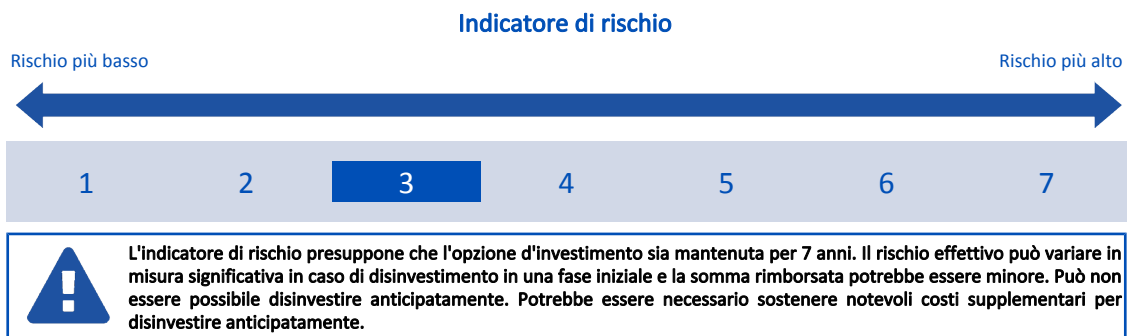 Indicatore di rischio
Rischio più basso
Rischio più alto
1 2 3 4 5 6 7
L'indicatore di rischio presuppone che l'opzione d'investimento sia mantenuta per 7 anni. Il rischio effettivo può variare in
misura significativa in caso di disinvestimento in una fase iniziale e la somma rimborsata potrebbe essere minore. Può non
essere possibile disinvestire anticipatamente. Potrebbe essere necessario sostenere notevoli costi supplementari per
disinvestire anticipatamente.